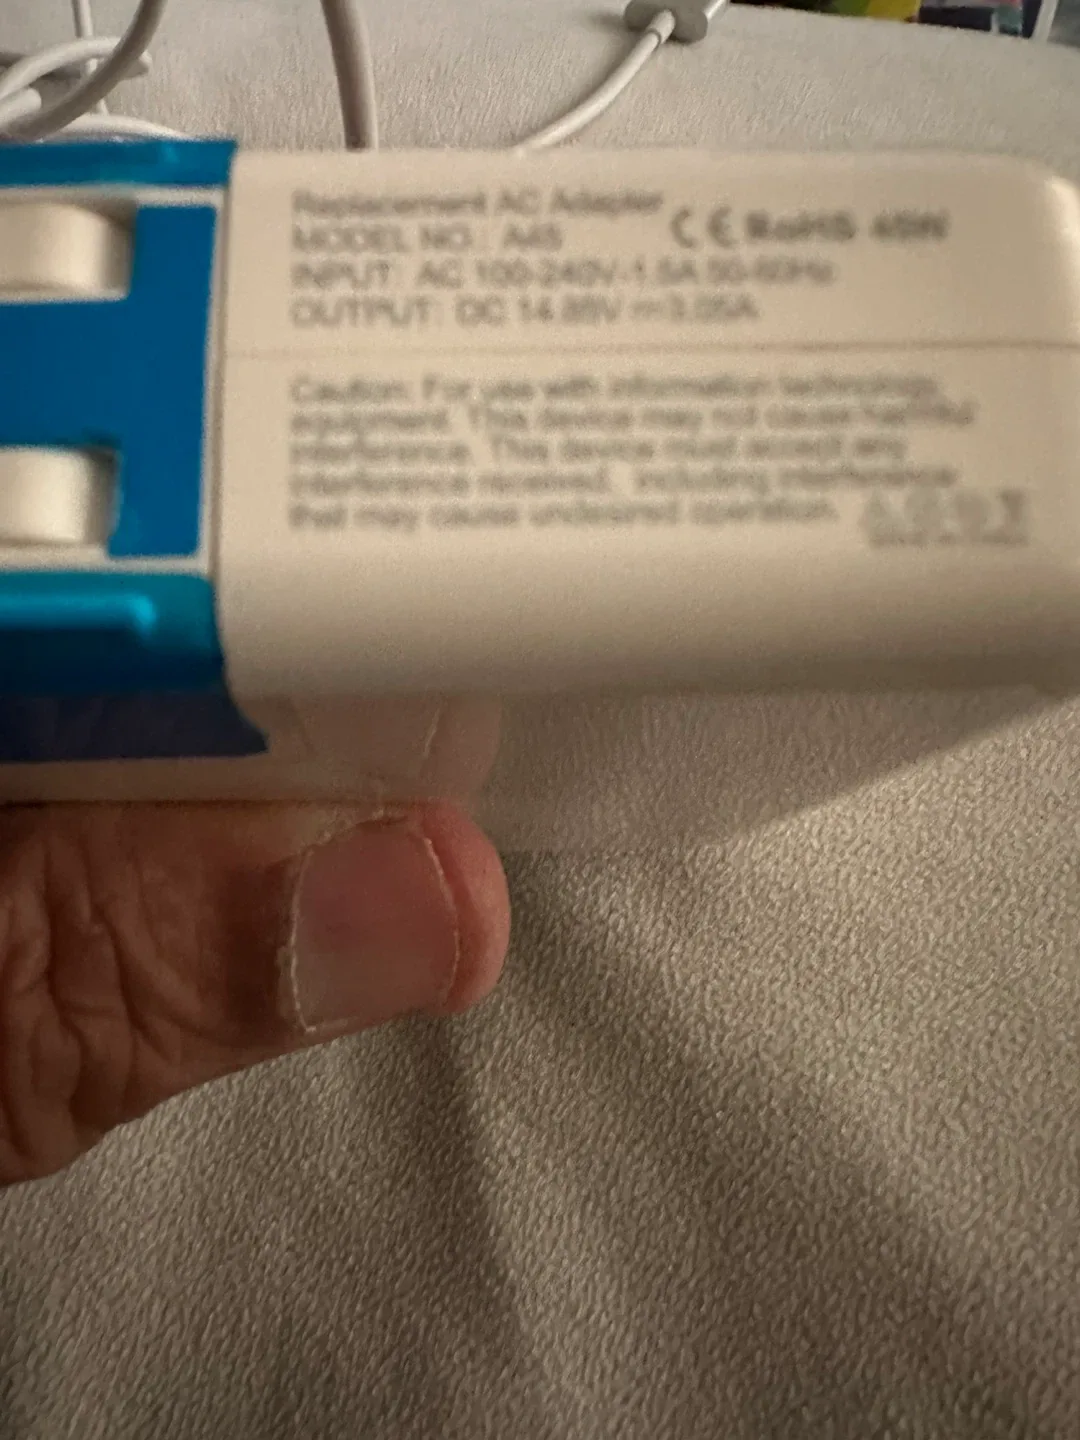 Replacement AC Adapter
MODEL NO.: A45
CE RoHS 45W
INPUT: AC 100-240V-1.5A 50-60Hz
OUTPUT: DC 14.85V 3.05A
Caution: For use with information technology
equipment. This device may not cause harmful
interference. This device must accept any
interference received, including interference
that may cause undesired operation.